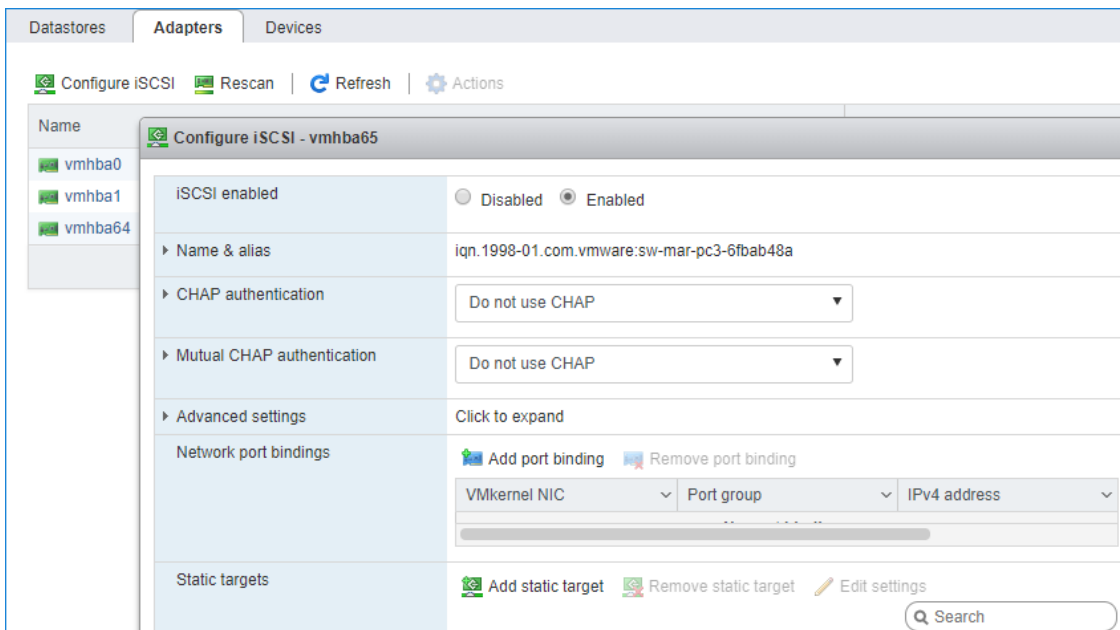 Datastores Adapters Devices
Configure iSCSI Rescan Refresh Actions
Name
Configure iSCSI - vmhba65
vmhba0
vmhba1
vmhba64
iSCSI enabled Disabled Enabled
Name & alias iqn.1998-01.com.vmware:sw-mar-pc3-6fbab48a
CHAP authentication Do not use CHAP
Mutual CHAP authentication Do not use CHAP
Advanced settings Click to expand
Network port bindings Add port binding Remove port binding
VMkernel NIC Port group IPv4 address
Static targets Add static target Remove static target Edit settings
Search